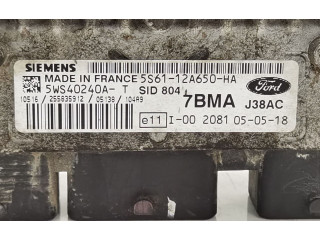 SIEMENS
MADE IN FRANCE 5S61-12A650-HA
5WS40240A- T SID 804
10516 / 255635912 / 05138 / 104A9
7BMA J38AC
Ford
e11 I-00 2081 05-05-18